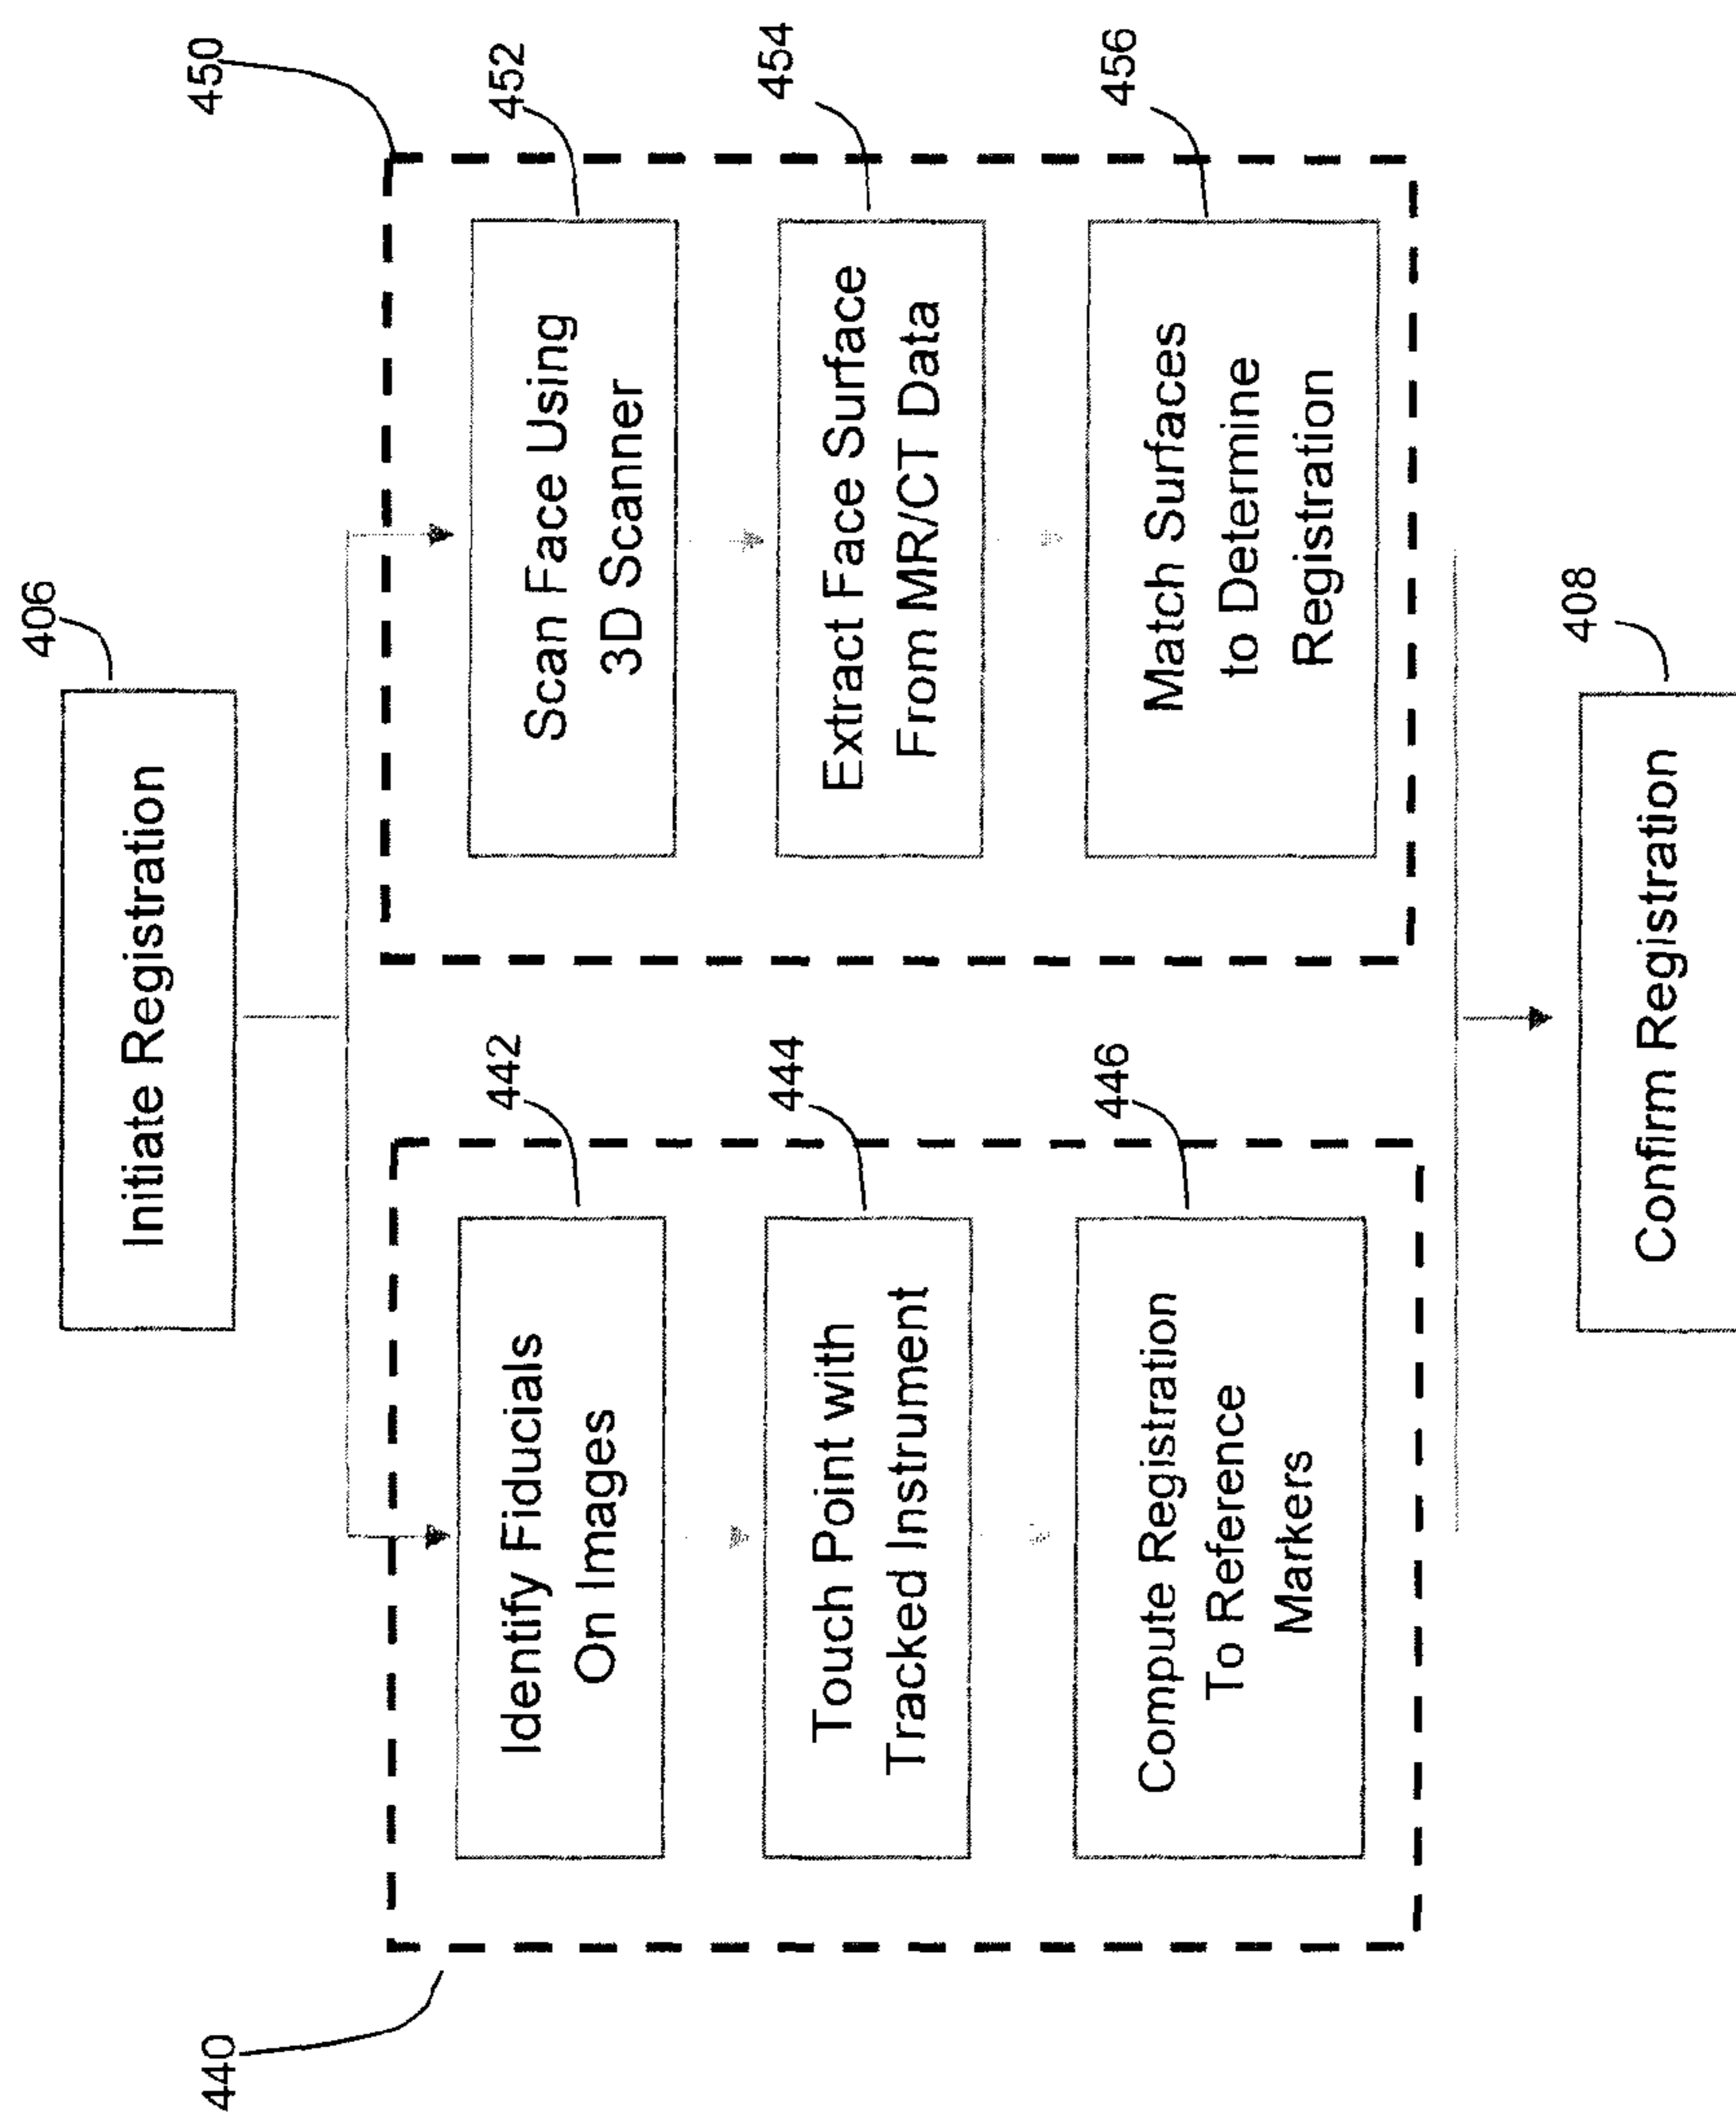 406
Initiate Registration
440
450
442
Identify Fiducials
On Images
444
Touch Point with
Tracked Instrument
446
Compute Registration
To Reference
Markers
452
Scan Face Using
3D Scanner
454
Extract Face Surface
From MR/CT Data
456
Match Surfaces
to Determine
Registration
408
Confirm Registration